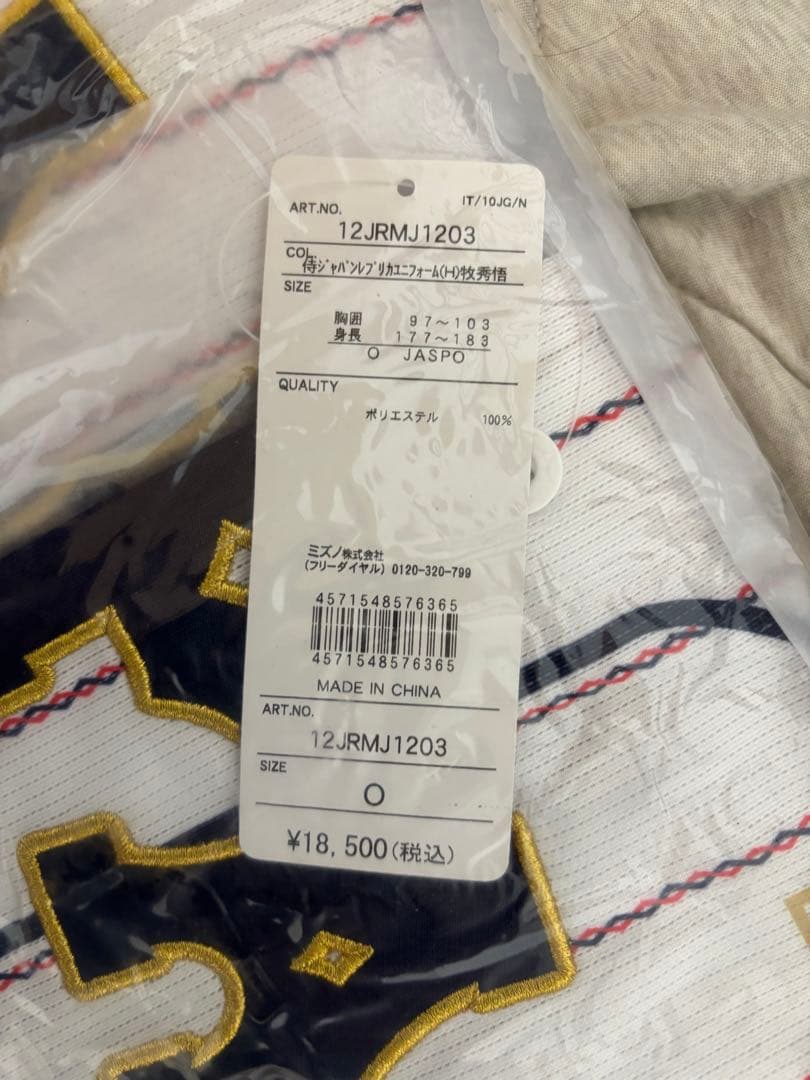 IT/10JG/N
ART.NO.
12JRMJ1203
COL.
侍ｼﾞｬﾊﾟﾝﾚﾌﾟﾘｶﾕﾆﾌｫｰﾑ(H)牧秀悟
SIZE
胸囲 97～103
身長 177～183
O JASPO
QUALITY
ポリエステル 100%
ミズノ株式会社
(フリーダイヤル) 0120-320-799
4571548576365
4571548576365
MADE IN CHINA
ART.NO.
12JRMJ1203
SIZE
O
¥18,500(税込)